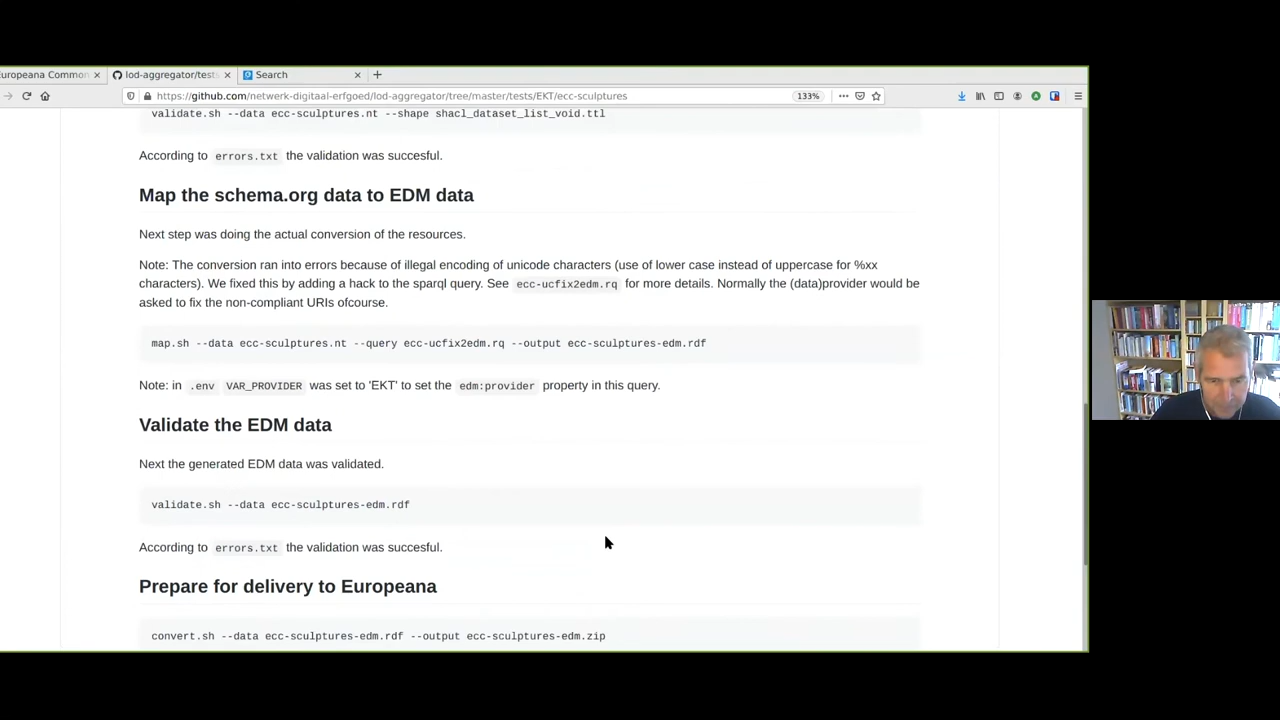 Europeana Common
lod-aggregator/tests
Search
https://github.com/netwerk-digitaal-erfgoed/lod-aggregator/tree/master/tests/EKT/ecc-sculptures
133%
validate.sh --data ecc-sculptures.nt --shape shacl_dataset_list_void.ttl
According to errors.txt the validation was succesful.
Map the schema.org data to EDM data
Next step was doing the actual conversion of the resources.
Note: The conversion ran into errors because of illegal encoding of unicode characters (use of lower case instead of uppercase for %xx
characters). We fixed this by adding a hack to the sparql query. See ecc-ucfix2edm.rq for more details. Normally the (data)provider would be
asked to fix the non-compliant URIs ofcourse.
map.sh --data ecc-sculptures.nt --query ecc-ucfix2edm.rq --output ecc-sculptures-edm.rdf
Note: in .env VAR_PROVIDER was set to 'EKT' to set the edm:provider property in this query.
Validate the EDM data
Next the generated EDM data was validated.
validate.sh --data ecc-sculptures-edm.rdf
According to errors.txt the validation was succesful.
Prepare for delivery to Europeana
convert.sh --data ecc-sculptures-edm.rdf --output ecc-sculptures-edm.zip